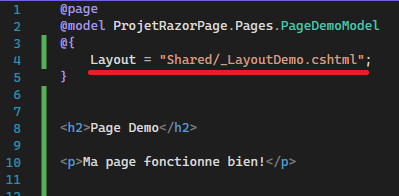 1 @page
2 @model ProjetRazorPage.Pages.PageDemoModel
3 @{
4 Layout = "Shared/_LayoutDemo.cshtml";
5 }
6
7
8 <h2>Page Demo</h2>
9
10 <p>Ma page fonctionne bien!</p>
11
12